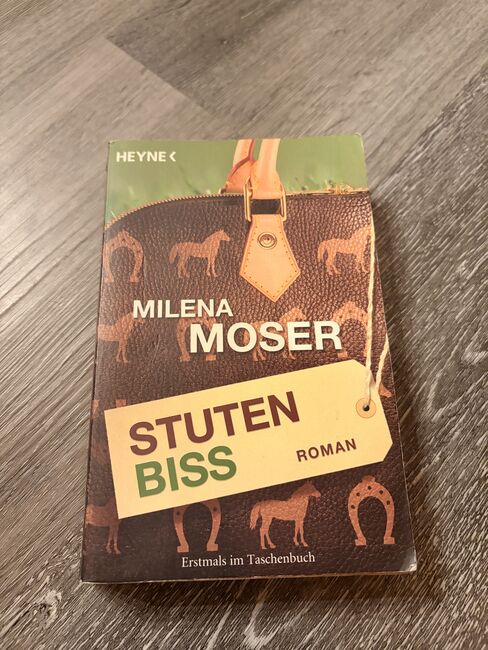 HEYNE<
MILENA
MOSER
STUTEN
BISS
ROMAN
Erstmals im Taschenbuch